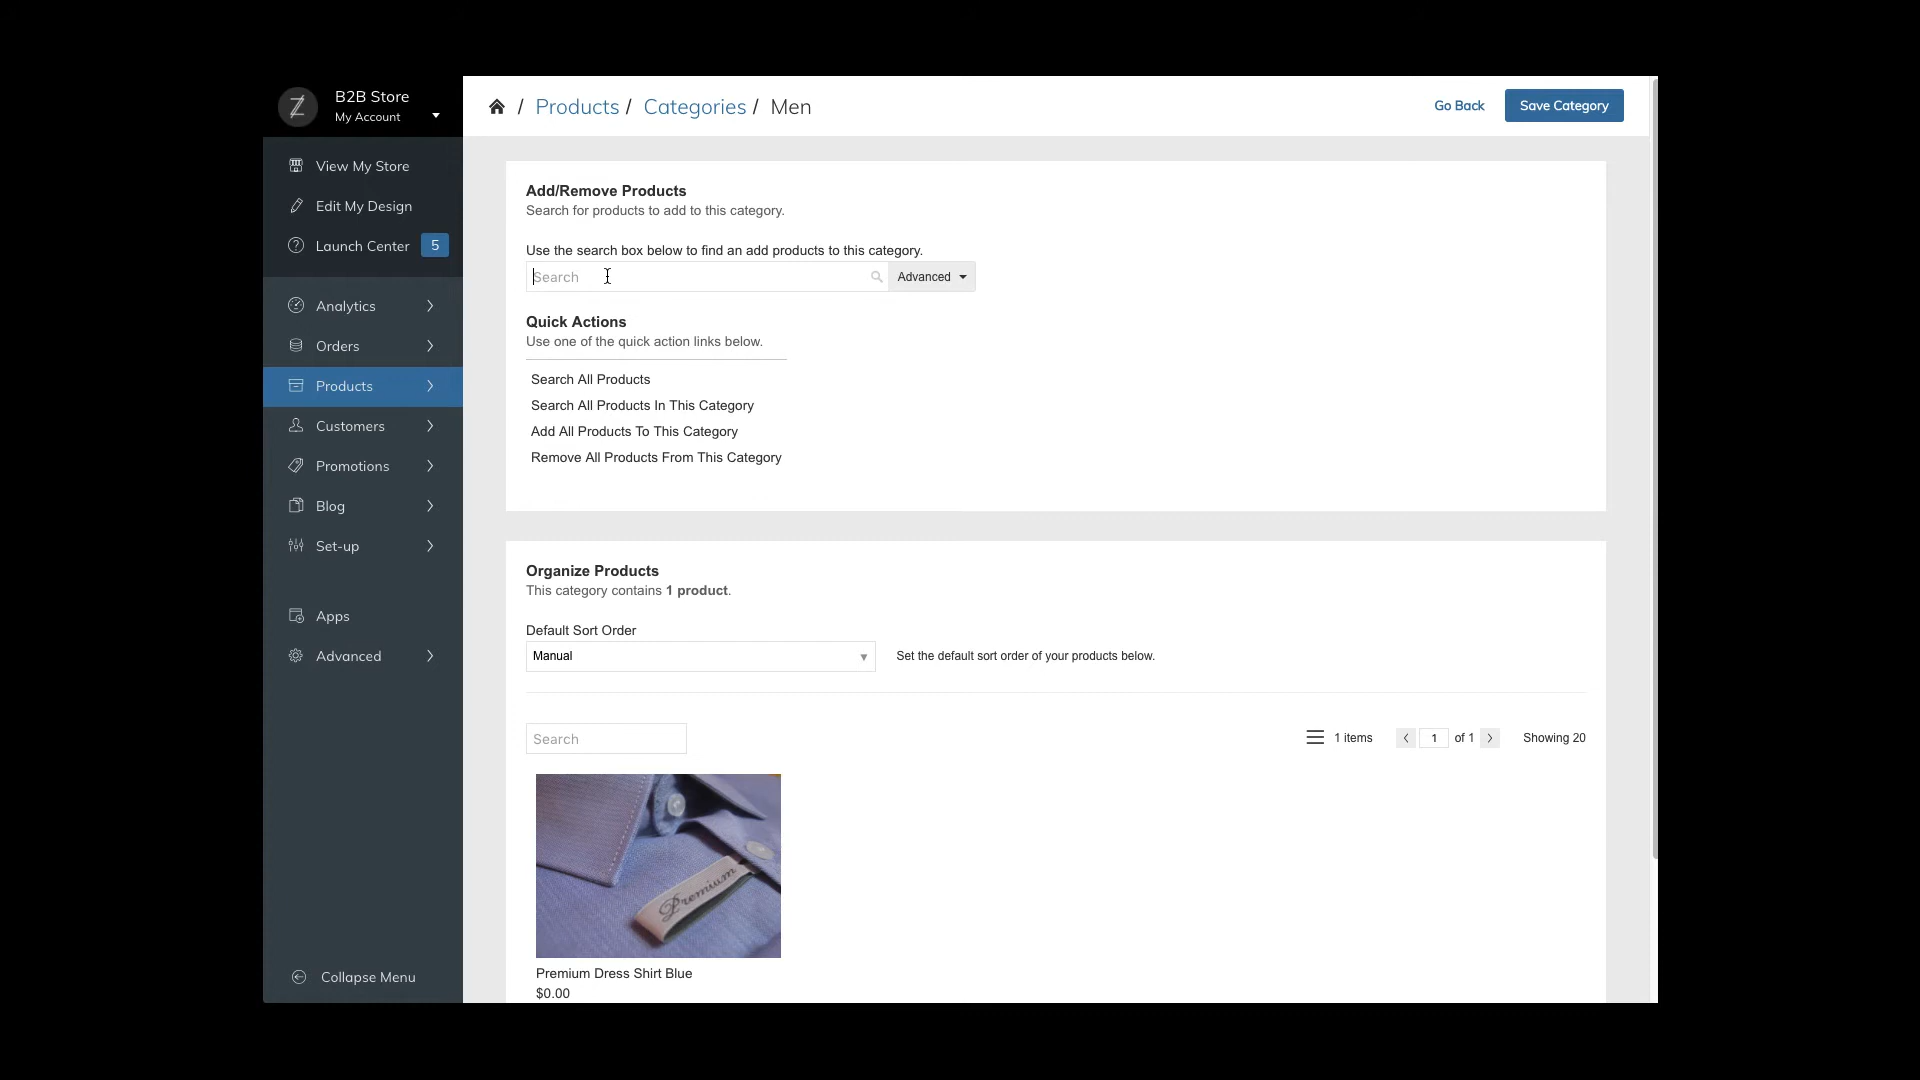 B2B Store
My Account
View My Store
Edit My Design
Launch Center 5
Analytics
Orders
Products
Customers
Promotions
Blog
Set-up
Apps
Advanced
Collapse Menu
/ Products / Categories / Men
Go Back
Save Category
Add/Remove Products
Search for products to add to this category.
Use the search box below to find an add products to this category.
Search
Advanced
Quick Actions
Use one of the quick action links below.
Search All Products
Search All Products In This Category
Add All Products To This Category
Remove All Products From This Category
Organize Products
This category contains 1 product.
Default Sort Order
Manual
Set the default sort order of your products below.
Search
1 items
1 of 1
Showing 20
Premium
Premium Dress Shirt Blue
$0.00